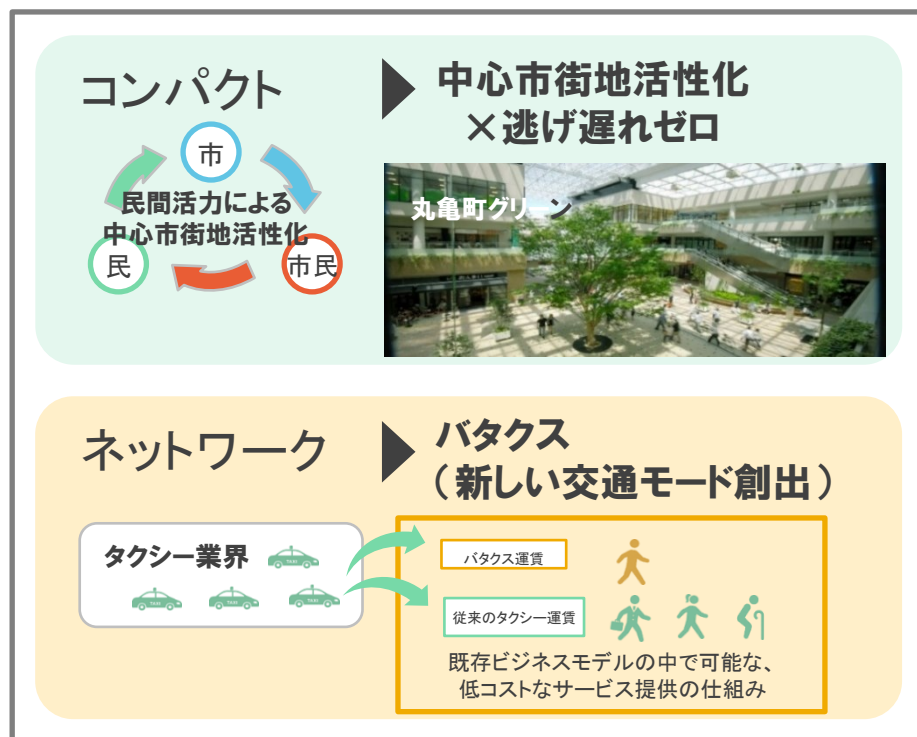 コンパクト
中心市街地活性化
×逃げ遅れゼロ
市
民間活力による
中心市街地活性化
民
市民
丸亀町グリーン
ネットワーク
バタクス
（新しい交通モード創出）
タクシー業界
TAXI
TAXI
TAXI
TAXI
バタクス運賃
従来のタクシー運賃
既存ビジネスモデルの中で可能な、
低コストなサービス提供の仕組み